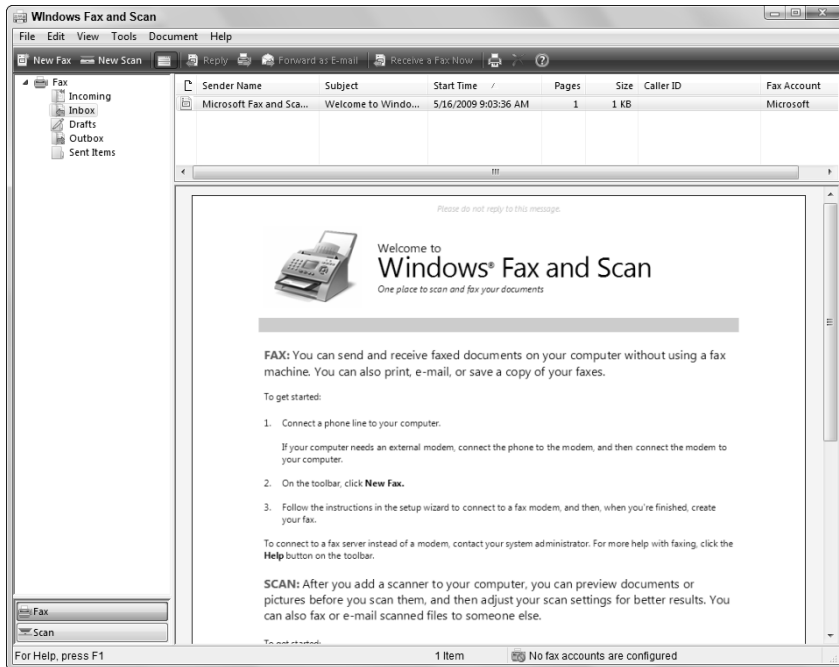 WIndows Fax and Scan
File Edit View Tools Document Help
New Fax New Scan Reply Forward as E-mail Receive a Fax Now
Fax
Incoming
Inbox
Drafts
Outbox
Sent Items
Sender Name Subject Start Time / Pages Size Caller ID Fax Account
Microsoft Fax and Sca... Welcome to Windo... 5/16/2009 9:03:36 AM 1 1 KB Microsoft
Please do not reply to this message.
Welcome to
Windows® Fax and Scan
One place to scan and fax your documents
FAX: You can send and receive faxed documents on your computer without using a fax
machine. You can also print, e-mail, or save a copy of your faxes.
To get started:
1. Connect a phone line to your computer.
If your computer needs an external modem, connect the phone to the modem, and then connect the modem to
your computer.
2. On the toolbar, click New Fax.
3. Follow the instructions in the setup wizard to connect to a fax modem, and then, when you're finished, create
your fax.
To connect to a fax server instead of a modem, contact your system administrator. For more help with faxing, click the
Help button on the toolbar.
SCAN: After you add a scanner to your computer, you can preview documents or
pictures before you scan them, and then adjust your scan settings for better results. You
can also fax or e-mail scanned files to someone else.
To get started:
Fax
Scan
For Help, press F1 1 Item No fax accounts are configured